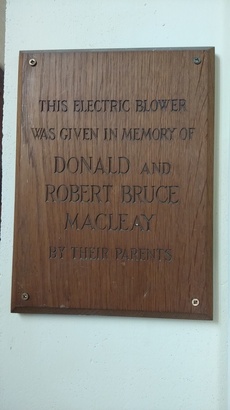 THIS ELECTRIC BLOWER
WAS GIVEN IN MEMORY OF
DONALD AND
ROBERT BRUCE
MACLEAY
BY THEIR PARENTS